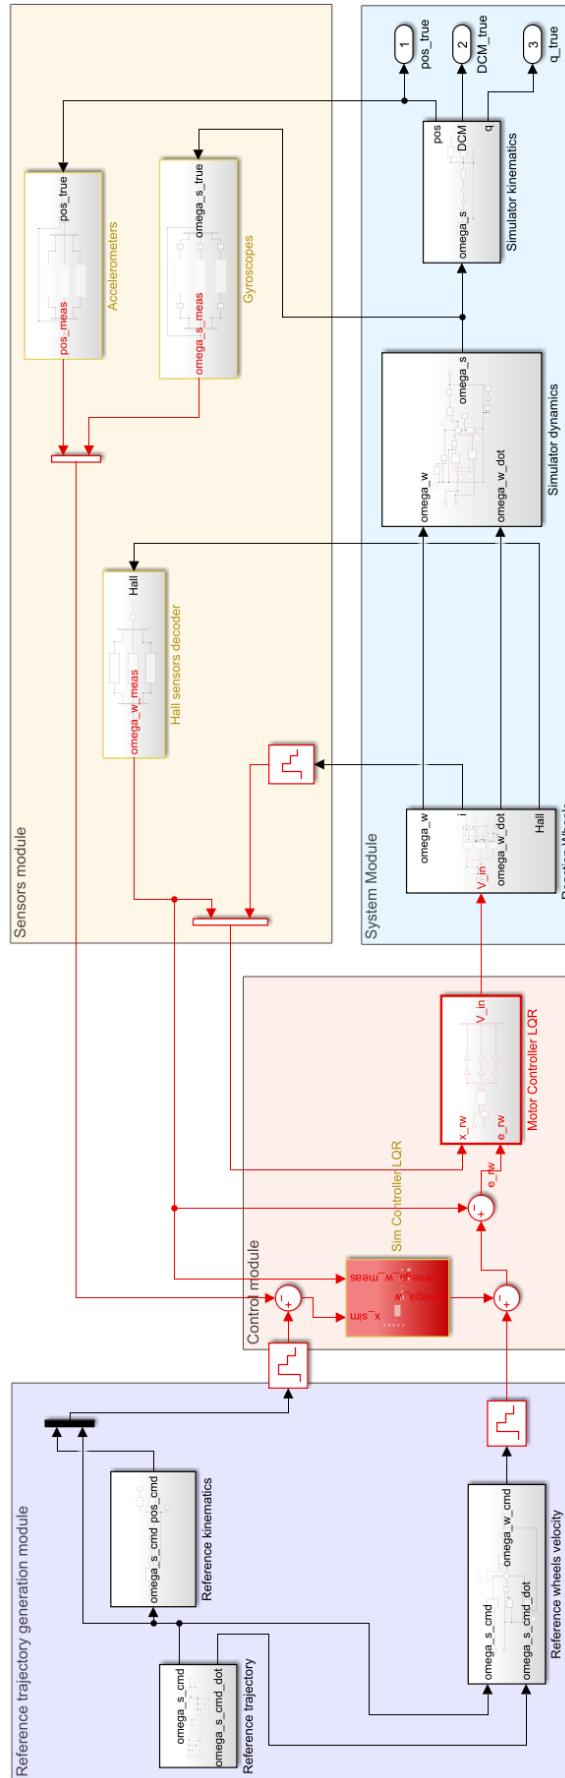 Reference trajectory generation module
omega_s_cmd
omega_s_cmd_dot
Reference trajectory
omega_s_cmd
pos_cmd
Reference kinematics
omega_s_cmd
omega_s_cmd_dot
omega_w_cmd
Reference wheels velocity
Control module
x_sim
omega_w_meas
omega_w
Sim Controller LQR
e_rw
x_rw
e_rw
V_in
Motor Controller LQR
Sensors module
omega_w_meas
Hall
Hall sensors decoder
pos_meas
pos_true
Accelerometers
omega_s_meas
omega_s_true
Gyroscopes
System Module
V_in
omega_w
i
omega_w_dot
Hall
omega_w
omega_w_dot
omega_s
Simulator dynamics
omega_s
pos
DCM
q
Simulator kinematics
1
pos_true
2
DCM_true
3
q_true